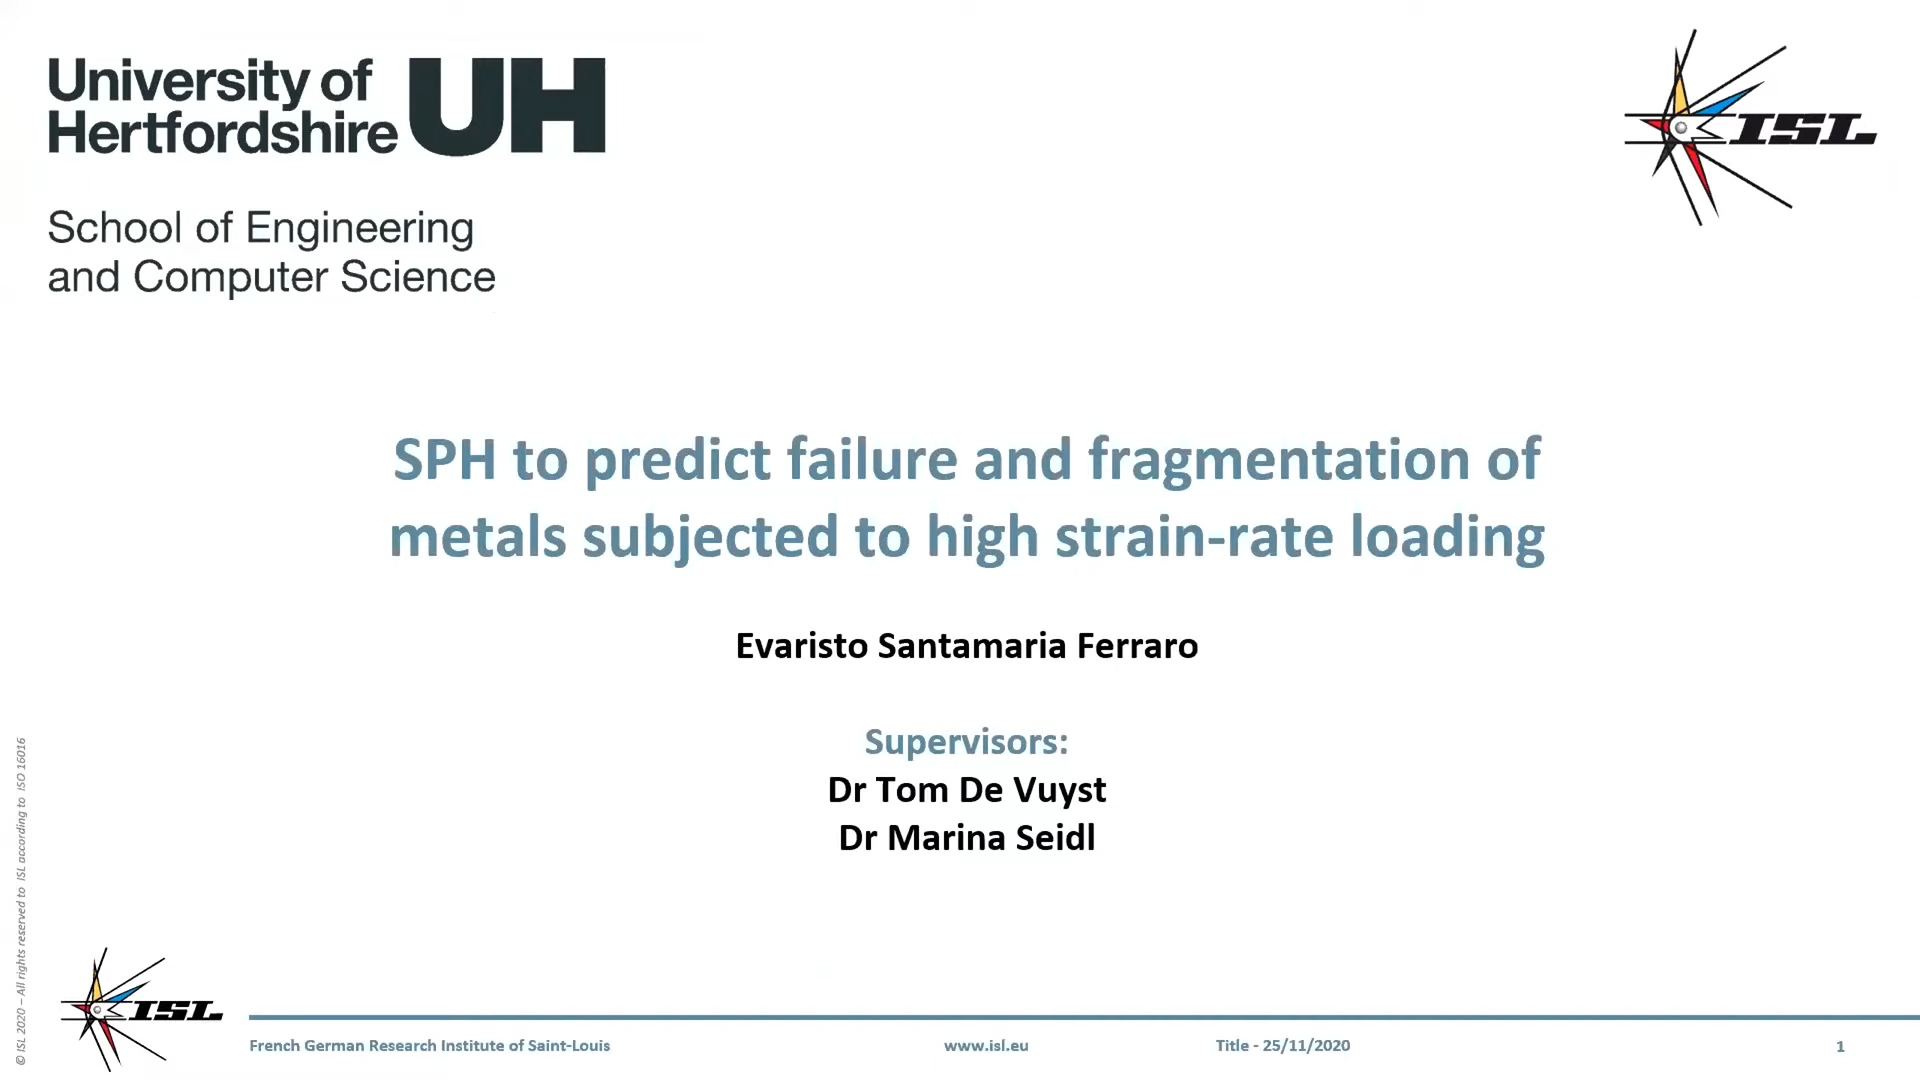 University of
Hertfordshire UH
ISL
School of Engineering
and Computer Science
SPH to predict failure and fragmentation of
metals subjected to high strain-rate loading
Evaristo Santamaria Ferraro
Supervisors:
Dr Tom De Vuyst
Dr Marina Seidl
© ISL 2020 – All rights reserved to ISL according to ISO 16016
ISL
French German Research Institute of Saint-Louis
www.isl.eu
Title - 25/11/2020
1